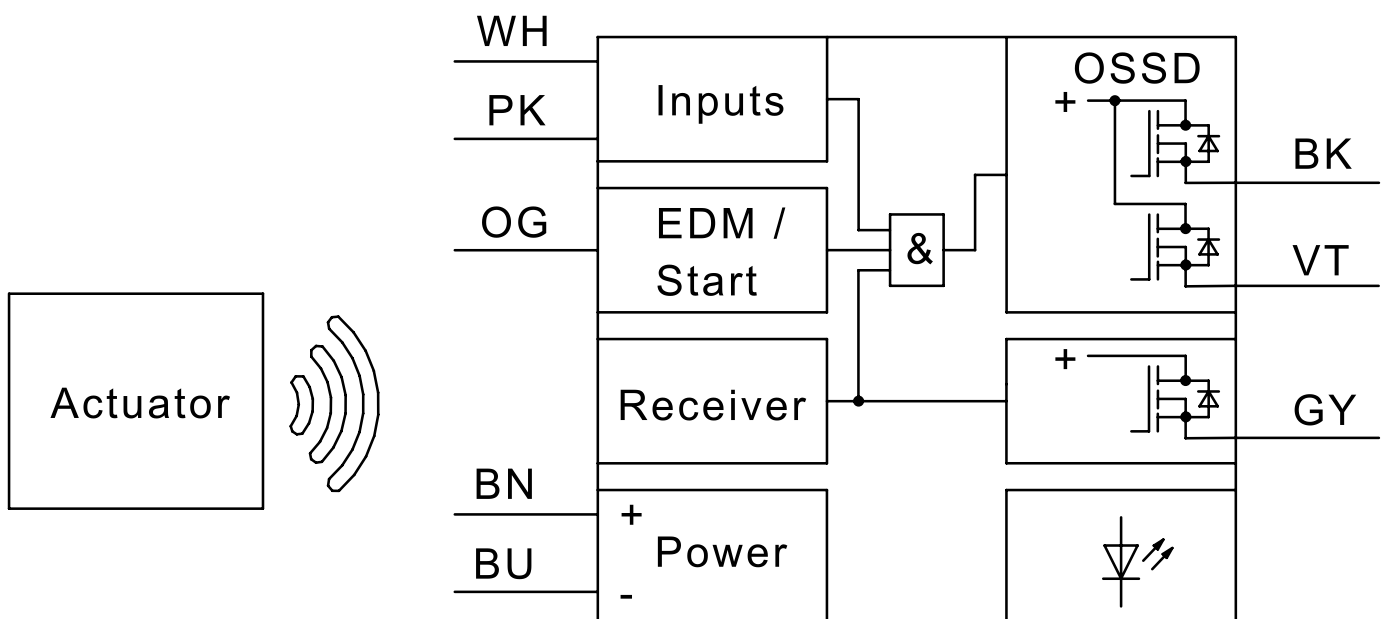 WH
Inputs
PK
OG
EDM /
Start
&
OSSD
+
BK
VT
Actuator
Receiver
+
GY
BN
+
Power
BU
-